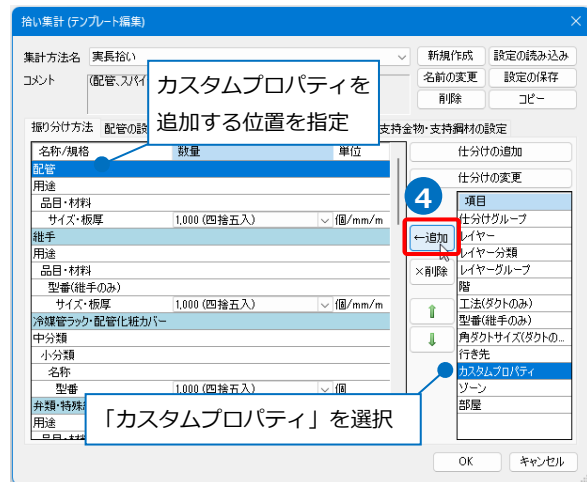 拾い集計 (テンプレート編集)
集計方法名 実長拾い 新規作成 設定の読み込み
コメント (配管、スパイ 名前の変更 設定の保存
削除 コピー
カスタムプロパティを
追加する位置を指定
振り分け方法 配管の設 支持金物・支持鋼材の設定
名称/規格 数量 単位
配管
用途
品目・材料
サイズ・板厚 1,000 (四捨五入) 個/mm/m
継手
用途
品目・材料
型番(継手のみ)
サイズ・板厚 1,000 (四捨五入) 個/mm/m
冷媒管ラック・配管化粧カバー
中分類
小分類
名称
型番 1,000 (四捨五入) 個
弁類・特殊
用途
4
←追加
×削除
仕分けの追加
仕分けの変更
項目
仕分けグループ
レイヤー
レイヤー分類
レイヤーグループ
階
工法(ダクトのみ)
型番(継手のみ)
角ダクトサイズ(ダクトの...
行き先
カスタムプロパティ
ゾーン
部屋
「カスタムプロパティ」を選択
OK キャンセル